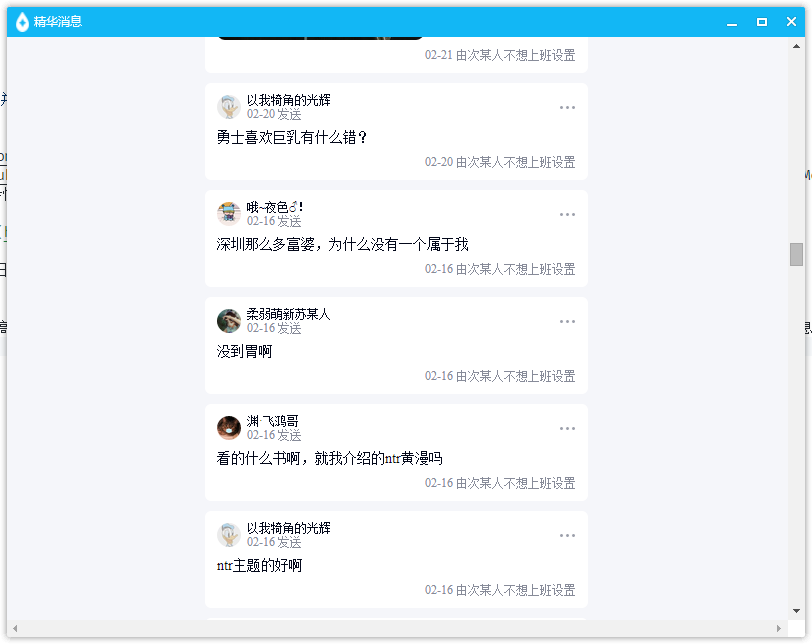 精华消息
02-21 由次某人不想上班设置
以我犄角的光辉
02-20 发送
勇士喜欢巨乳有什么错？
02-20 由次某人不想上班设置
哦~夜色♂!
02-16 发送
深圳那么多富婆，为什么没有一个属于我
02-16 由次某人不想上班设置
柔弱萌新苏某人
02-16 发送
没到胃啊
02-16 由次某人不想上班设置
渊·飞鸿哥
02-16 发送
看的什么书啊，就我介绍的ntr黄漫吗
02-16 由次某人不想上班设置
以我犄角的光辉
02-16 发送
ntr主题的好啊
02-16 由次某人不想上班设置